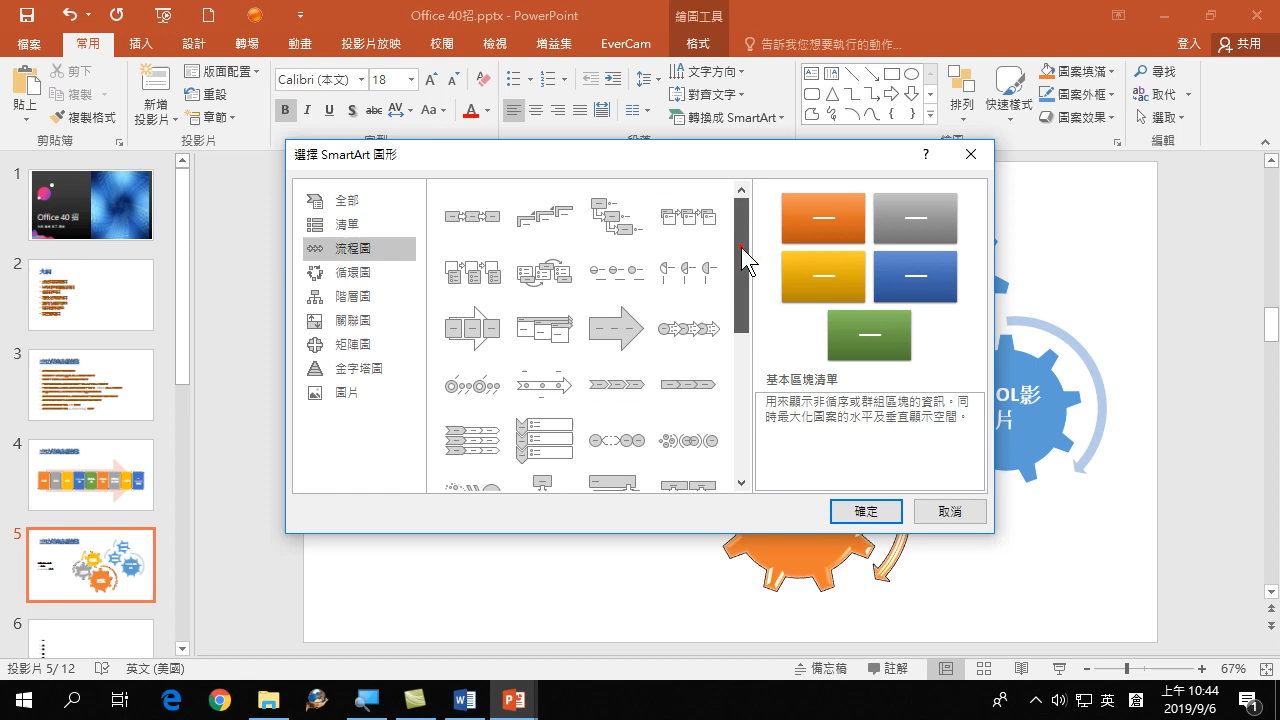 Office 40招.pptx - PowerPoint
繪圖工具
檔案
常用
插入
設計
轉場
動畫
投影片放映
校閱
檢視
增益集
EverCam
格式
告訴我您想要執行的動作...
登入
共用
貼上
剪下
複製
複製格式
剪貼簿
新增
投影片
版面配置
重設
章節
投影片
Calibri (本文)
18
B I U S abc AV Aa A
文字方向
對齊文字
轉換成 SmartArt
排列
快速樣式
圖案填滿
圖案外框
圖案效果
尋找
取代
選取
編輯
選擇 SmartArt 圖形
全部
清單
流程圖
循環圖
階層圖
關聯圖
矩陣圖
金字塔圖
圖片
基本區塊清單
用來顯示非循序或群組區塊的資訊。同
時最大化圖案的水平及垂直顯示空間。
確定
取消
1
Office 40 招
2
大綱
3
4
5
6
OL影
片
投影片 5/ 12
英文 (美國)
備忘稿
註解
67%
英
上午 10:44
2019/9/6
1